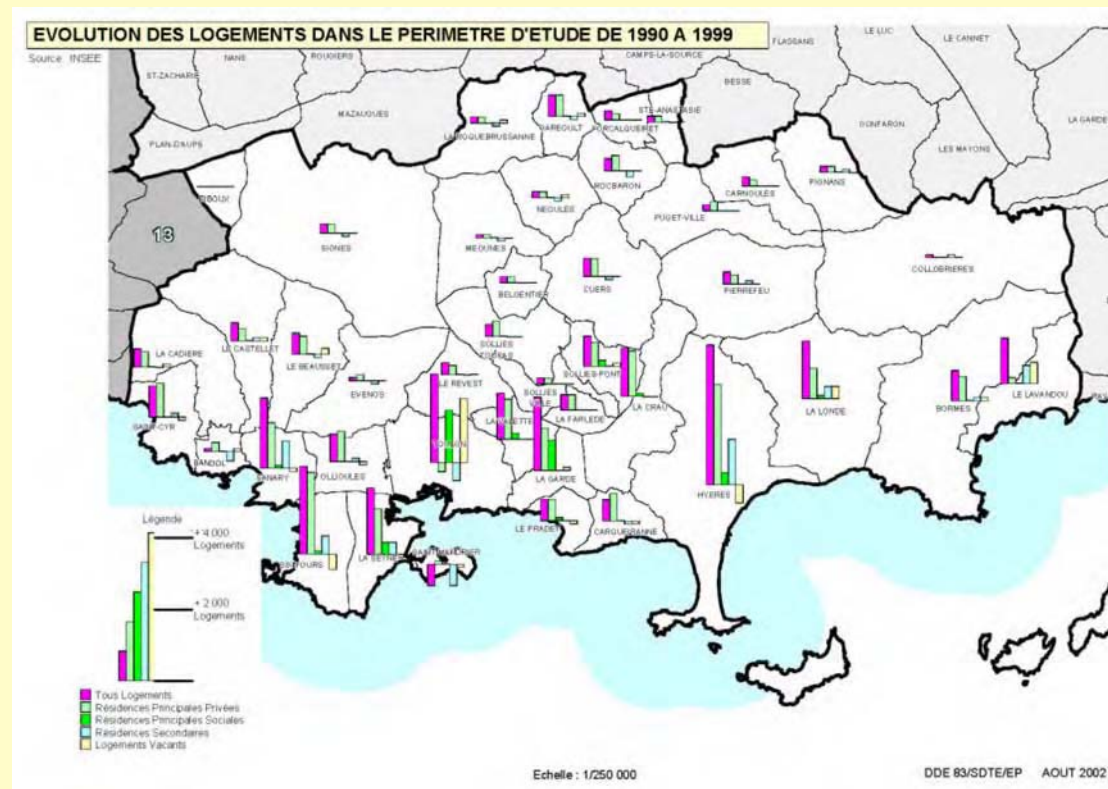 EVOLUTION DES LOGEMENTS DANS LE PERIMETRE D'ETUDE DE 1990 A 1999
Source INSEE
NANS
ROUGIERS
CAMPS-LA-SOURCE
FLASSANS
LE LUC
LE CANNET
ST-ZACHARIE
BESSE
MAZAUGUES
STE-ANASTASIE
LA ROQUEBRUSSANNE
GAREOULT
FORCALQUEIRET
GONFARON
LA GARDE
PLAN-D'AUPS
LES MAYONS
ROCBARON
CARNOULES
PIGNANS
RIBOUX
NEOULES
PUGET-VILLE
13
SIGNES
MEOUNES
COLLOBRIERES
BELGENTIER
CUERS
PIERREFEU
SOLLIES
TOUCAS
LA CADIERE
LE CASTELLET
LE BEAUSSET
SOLLIES-PONT
EVENOS
LE REVEST
SOLLIES
VILLE
LA CRAU
LA LONDE
BORMES
LE LAVANDOU
LA FARLEDE
SAINT-CYR
LA VALETTE
TOULON
BANDOL
SANARY
OLLIOULES
LA GARDE
HYERES
LE PRADET
CARQUEIRANNE
SIX-FOURS
LA SEYNE
SAINT-MANDRIER
Légende
+ 4 000
Logements
+ 2 000
Logements
Tous Logements
Résidences Principales Privées
Résidences Principales Sociales
Résidences Secondaires
Logements Vacants
Echelle : 1/250 000
DDE 83/SDTE/EP AOUT 2002